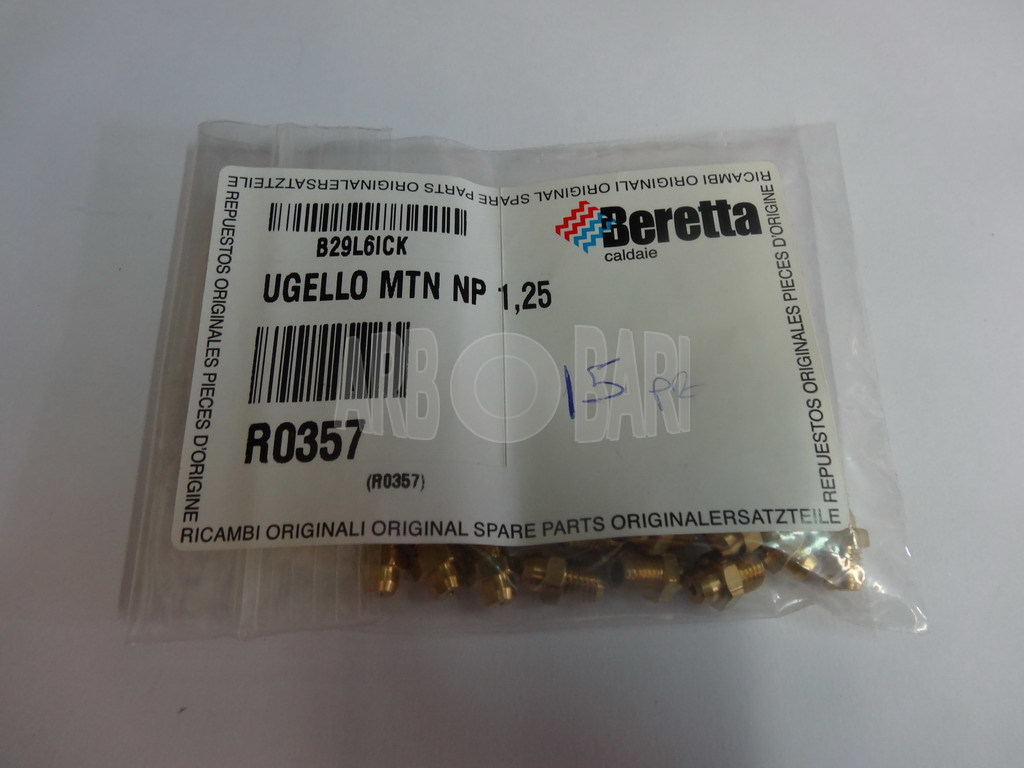 RICAMBI ORIGINALI ORIGINAL SPARE PARTS ORIGINALERSATZTEILE
REPUESTOS ORIGINALES PIECES D'ORIGINE
B29L6ICK
Beretta
caldaie
UGELLO MTN NP 1,25
ARBO BARI
15 pz
R0357
(R0357)
REPUESTOS ORIGINALES PIECES D'ORIGINE
RICAMBI ORIGINALI ORIGINAL SPARE PARTS ORIGINALERSATZTEILE